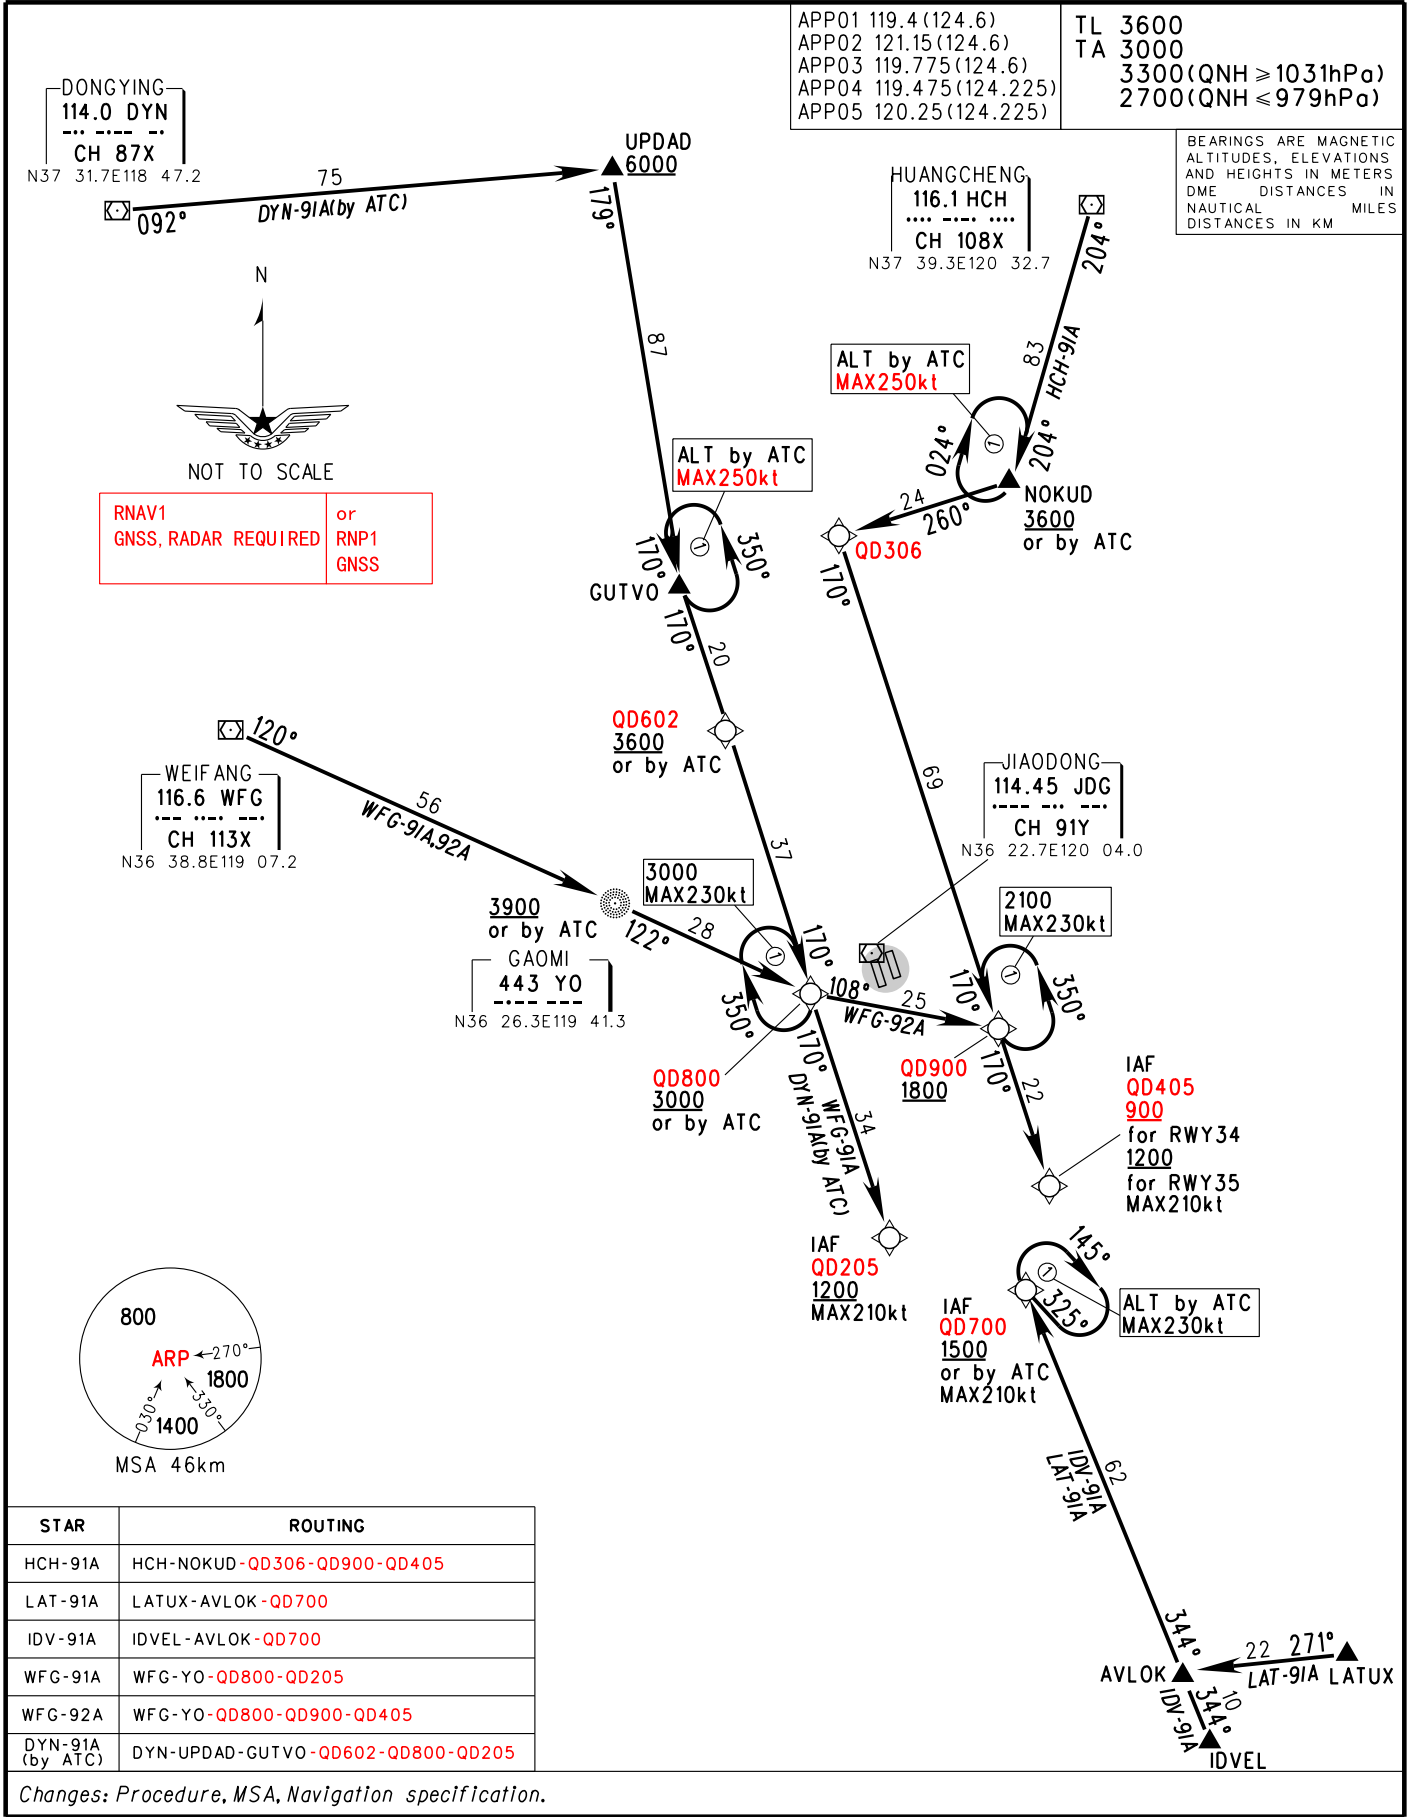 APP01 119.4(124.6)
APP02 121.15(124.6)
APP03 119.775(124.6)
APP04 119.475(124.225)
APP05 120.25(124.225)
TL 3600
TA 3000
3300(QNH ≥ 1031hPa)
2700(QNH ≤ 979hPa)
BEARINGS ARE MAGNETIC
ALTITUDES, ELEVATIONS
AND HEIGHTS IN METERS
DME DISTANCES IN
NAUTICAL MILES
DISTANCES IN KM
DONGYING
114.0 DYN
CH 87X
N37 31.7E118 47.2
092°
75
DYN-91A(by ATC)
UPDAD
6000
179°
87
HUANGCHENG
116.1 HCH
CH 108X
N37 39.3E120 32.7
204°
83
HCH-91A
N
NOT TO SCALE
RNAV1
GNSS, RADAR REQUIRED
or
RNP1
GNSS
ALT by ATC
MAX250kt
024°
204°
1
NOKUD
3600
or by ATC
24
260°
QD306
170°
69
ALT by ATC
MAX250kt
170°
1
350°
GUTVO
170°
20
QD602
3600
or by ATC
37
120°
WEIFANG
116.6 WFG
CH 113X
N36 38.8E119 07.2
56
WFG-91A,92A
3900
or by ATC
GAOMI
443 YO
N36 26.3E119 41.3
122°
28
3000
MAX230kt
1
170°
350°
JIAODONG
114.45 JDG
CH 91Y
N36 22.7E120 04.0
2100
MAX230kt
170°
1
350°
108°
25
WFG-92A
QD800
3000
or by ATC
170°
DYN-91A(by ATC)
WFG-91A
34
QD900
1800
170°
22
IAF
QD405
900
for RWY34
1200
for RWY35
MAX210kt
IAF
QD205
1200
MAX210kt
145°
1
325°
ALT by ATC
MAX230kt
IAF
QD700
1500
or by ATC
MAX210kt
800
ARP
270°
1800
030°
330°
1400
MSA 46km
62
IDV-91A
LAT-91A
344°
AVLOK
22
271°
LAT-91A
LATUX
IDV-91A
344°
10
IDVEL
STAR ROUTING
HCH-91A HCH-NOKUD-QD306-QD900-QD405
LAT-91A LATUX-AVLOK-QD700
IDV-91A IDVEL-AVLOK-QD700
WFG-91A WFG-YO-QD800-QD205
WFG-92A WFG-YO-QD800-QD900-QD405
DYN-91A
(by ATC)
DYN-UPDAD-GUTVO-QD602-QD800-QD205
Changes: Procedure, MSA, Navigation specification.